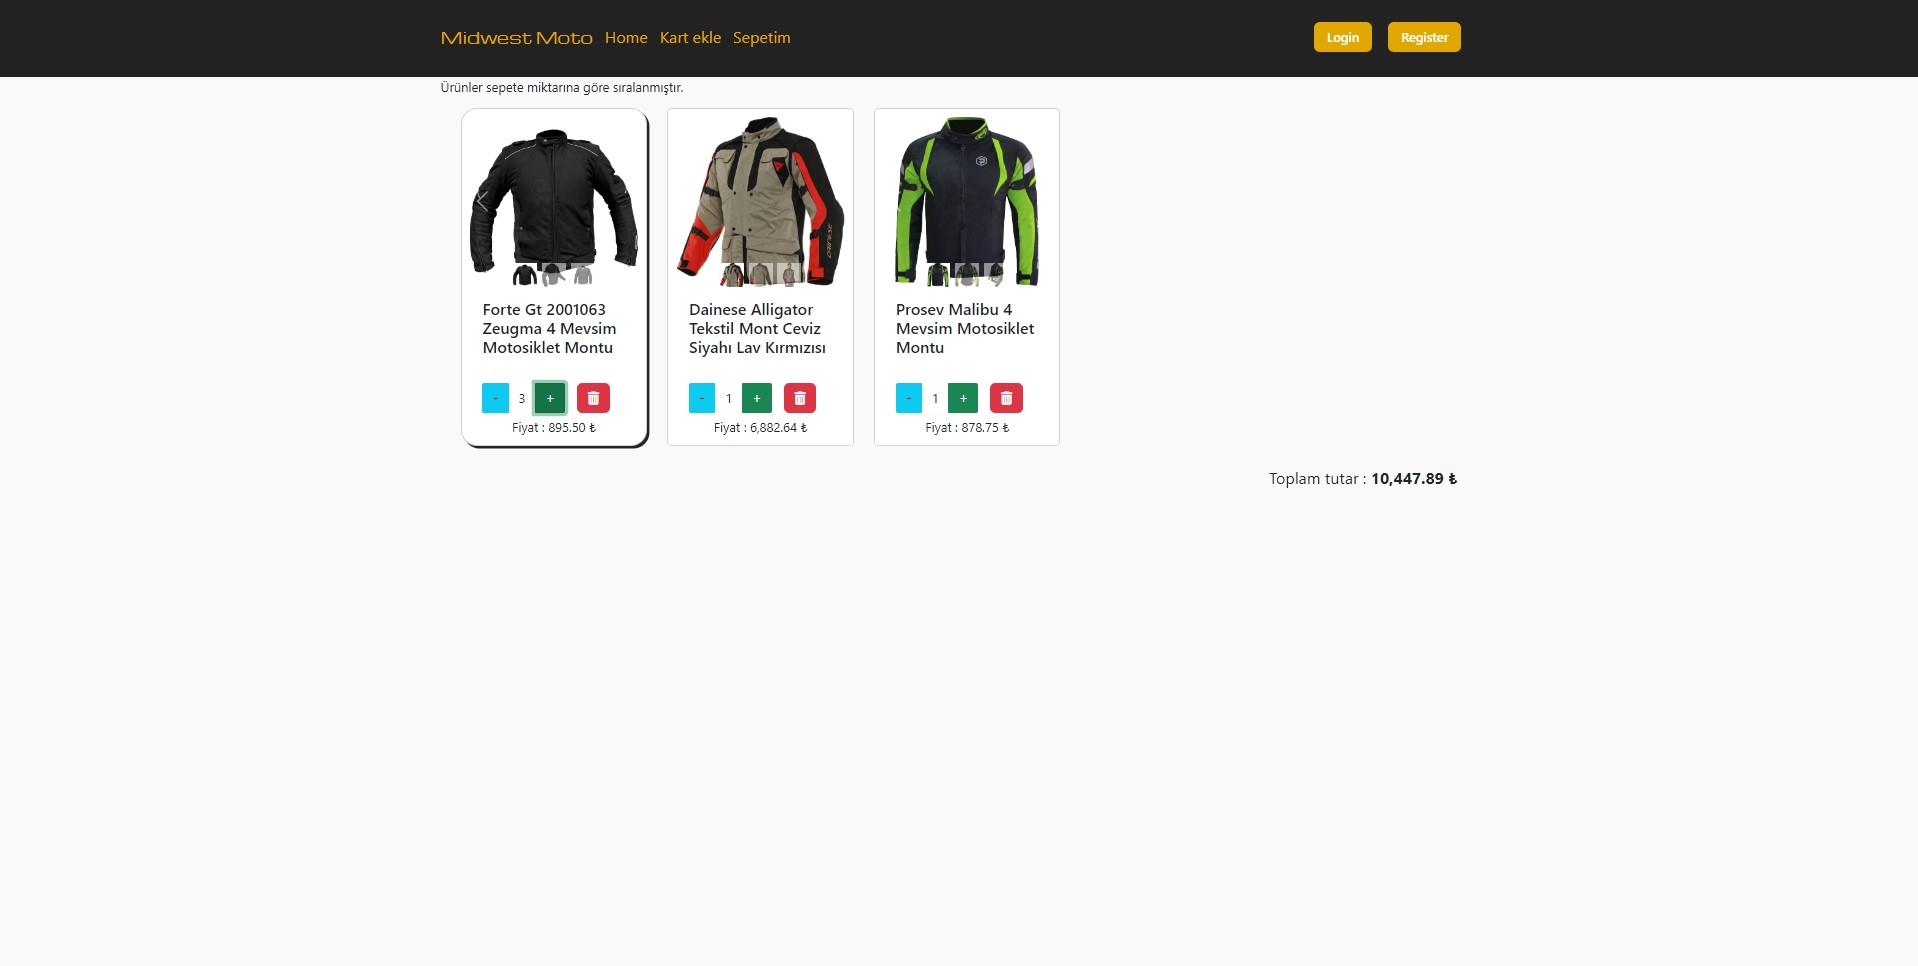 Midwest Moto Home Kart ekle Sepetim Login Register
Ürünler sepete miktarına göre sıralanmıştır.
Forte Gt 2001063
Zeugma 4 Mevsim
Motosiklet Montu
- 3 +
Fiyat : 895.50 ₺
Dainese Alligator
Tekstil Mont Ceviz
Siyahı Lav Kırmızısı
- 1 +
Fiyat : 6,882.64 ₺
Prosev Malibu 4
Mevsim Motosiklet
Montu
- 1 +
Fiyat : 878.75 ₺
Toplam tutar : 10,447.89 ₺